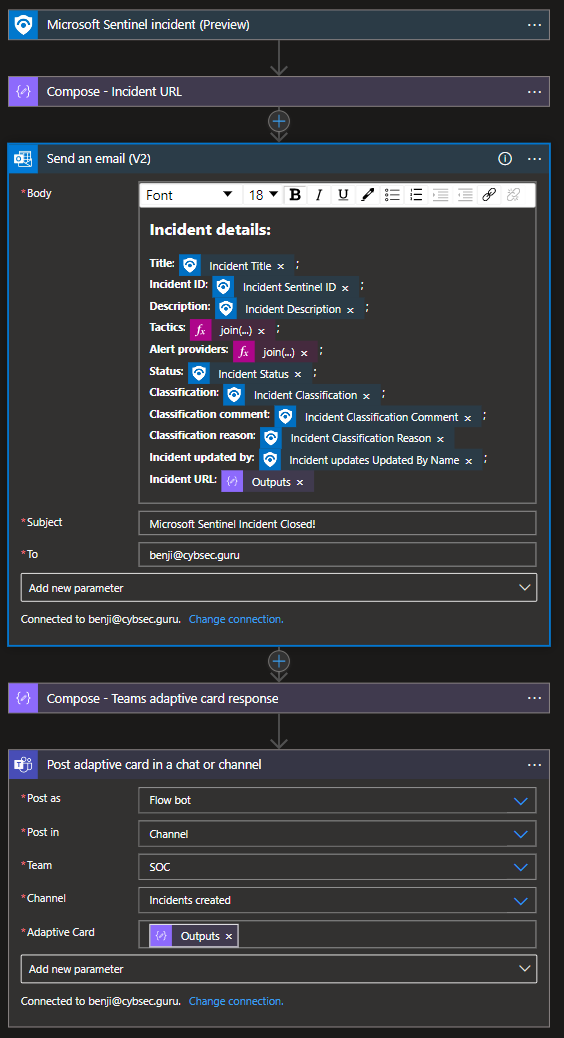 Microsoft Sentinel incident (Preview)
Compose - Incident URL
Send an email (V2)
*Body
Font 18 B I U
Incident details:
Title: Incident Title × ;
Incident ID: Incident Sentinel ID × ;
Description: Incident Description × ;
Tactics: fx join(...) × ;
Alert providers: fx join(...) × ;
Status: Incident Status × ;
Classification: Incident Classification × ;
Classification comment: Incident Classification Comment × ;
Classification reason: Incident Classification Reason ×
Incident updated by: Incident updates Updated By Name × ;
Incident URL: Outputs ×
*Subject Microsoft Sentinel Incident Closed!
*To benji@cybsec.guru
Add new parameter
Connected to benji@cybsec.guru. Change connection.
Compose - Teams adaptive card response
Post adaptive card in a chat or channel
*Post as Flow bot
*Post in Channel
*Team SOC
*Channel Incidents created
*Adaptive Card Outputs ×
Add new parameter
Connected to benji@cybsec.guru. Change connection.